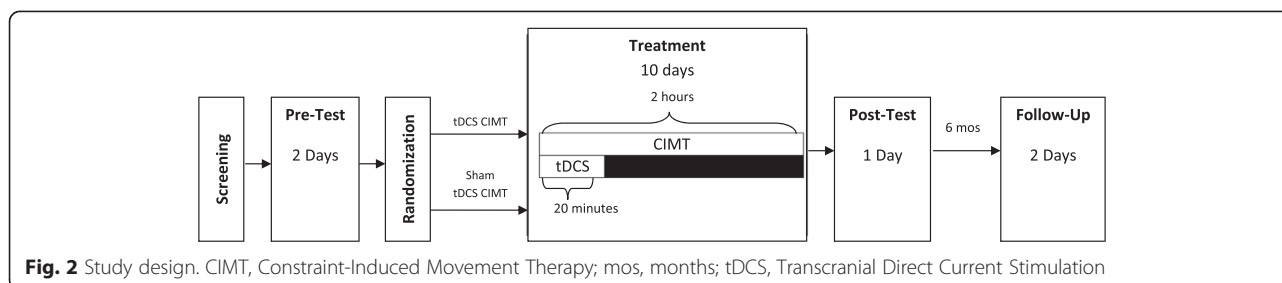 Screening
Pre-Test
2 Days
Randomization
tDCS CIMT
Sham
tDCS CIMT
Treatment
10 days
2 hours
CIMT
tDCS
20 minutes
Post-Test
1 Day
6 mos
Follow-Up
2 Days
Fig. 2 Study design. CIMT, Constraint-Induced Movement Therapy; mos, months; tDCS, Transcranial Direct Current Stimulation